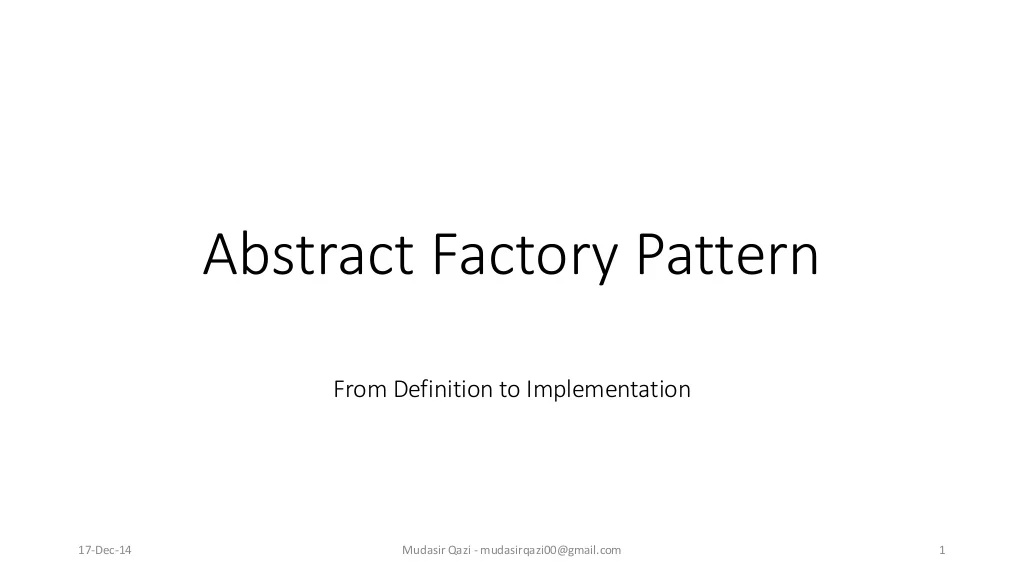 Abstract Factory Pattern
From Definition to Implementation
17-Dec-14
Mudasir Qazi - mudasirqazi00@gmail.com
1